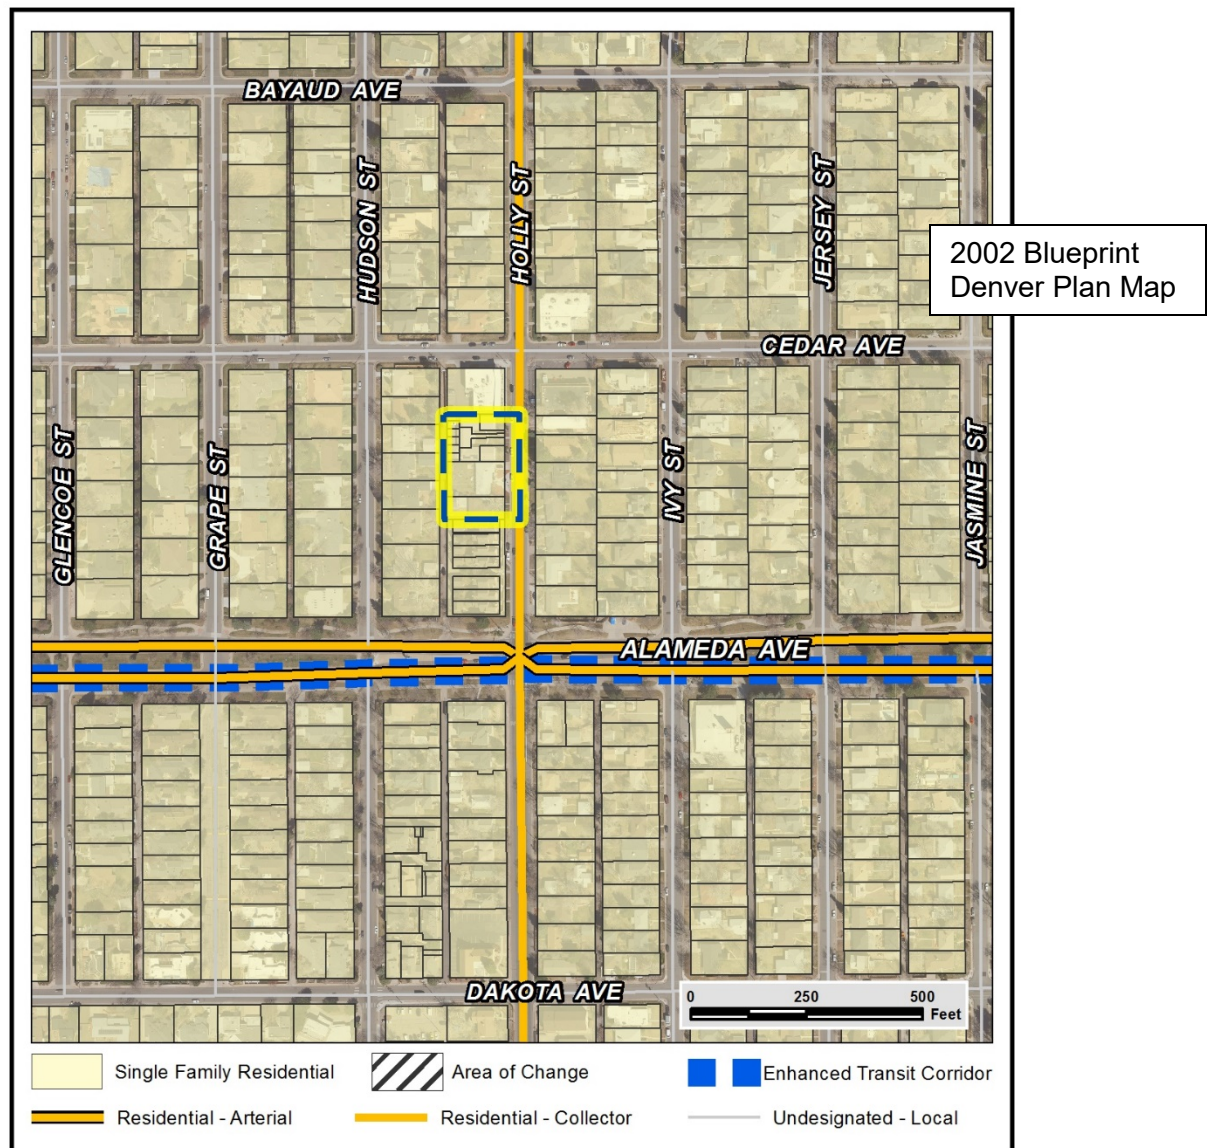 BAYAUD AVE
HUDSON ST
HOLLY ST
JERSEY ST
2002 Blueprint
Denver Plan Map
CEDAR AVE
GLENCOE ST
GRAPE ST
IVY ST
JASMINE ST
ALAMEDA AVE
DAKOTA AVE
0 250 500
Feet
Single Family Residential
Area of Change
Enhanced Transit Corridor
Residential - Arterial
Residential - Collector
Undesignated - Local